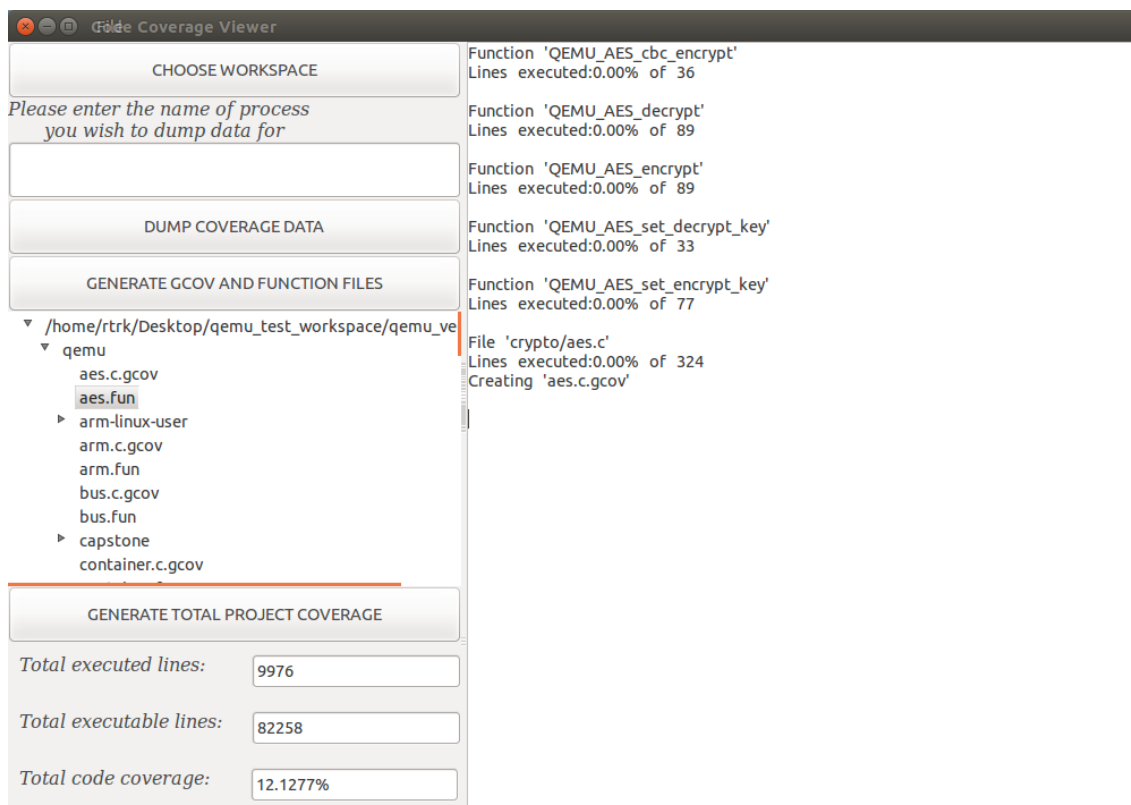 Code Coverage Viewer
File
CHOOSE WORKSPACE
Please enter the name of process
you wish to dump data for
DUMP COVERAGE DATA
GENERATE GCOV AND FUNCTION FILES
/home/rtrk/Desktop/qemu_test_workspace/qemu_ve
qemu
aes.c.gcov
aes.fun
arm-linux-user
arm.c.gcov
arm.fun
bus.c.gcov
bus.fun
capstone
container.c.gcov
GENERATE TOTAL PROJECT COVERAGE
Total executed lines:
9976
Total executable lines:
82258
Total code coverage:
12.1277%
Function 'QEMU_AES_cbc_encrypt'
Lines executed:0.00% of 36
Function 'QEMU_AES_decrypt'
Lines executed:0.00% of 89
Function 'QEMU_AES_encrypt'
Lines executed:0.00% of 89
Function 'QEMU_AES_set_decrypt_key'
Lines executed:0.00% of 33
Function 'QEMU_AES_set_encrypt_key'
Lines executed:0.00% of 77
File 'crypto/aes.c'
Lines executed:0.00% of 324
Creating 'aes.c.gcov'